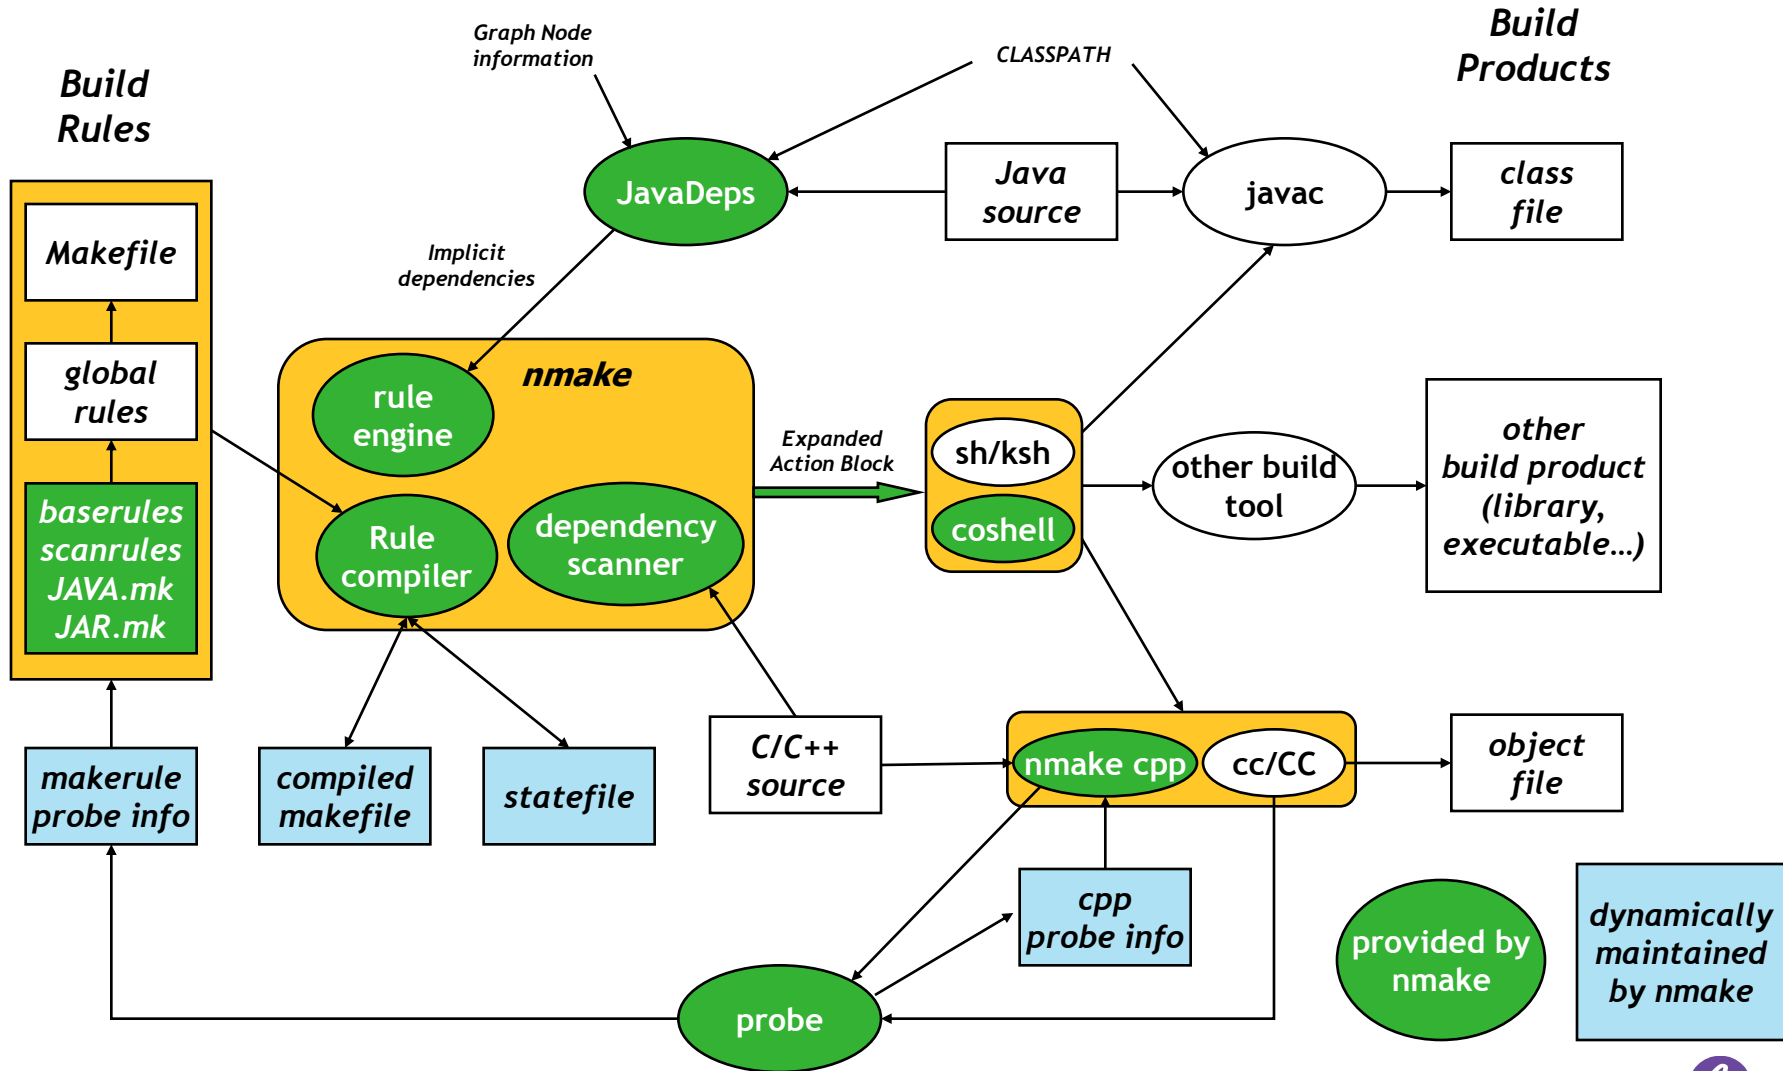 Graph Node
information
CLASSPATH
Build
Products
Build
Rules
JavaDeps
Java
source
javac
class
file
Makefile
Implicit
dependencies
global
rules
nmake
rule
engine
Expanded
Action Block
sh/ksh
coshell
other build
tool
other
build product
(library,
executable...)
baserules
scanrules
JAVA.mk
JAR.mk
Rule
compiler
dependency
scanner
makerule
probe info
compiled
makefile
statefile
C/C++
source
nmake cpp
cc/CC
object
file
cpp
probe info
provided by
nmake
dynamically
maintained
by nmake
probe